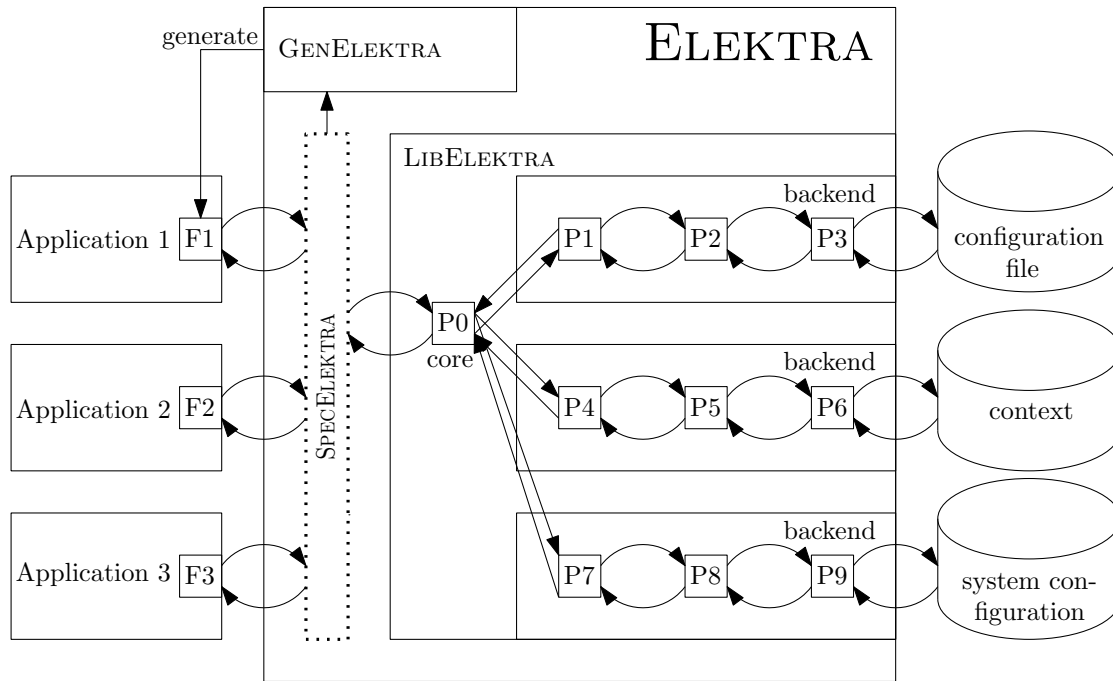 generate
GENELEKTRA
ELEKTRA
LIBELEKTRA
backend
Application 1
F1
P1
P2
P3
configuration
file
SPECELEKTRA
P0
core
backend
Application 2
F2
P4
P5
P6
context
backend
Application 3
F3
P7
P8
P9
system con-
figuration